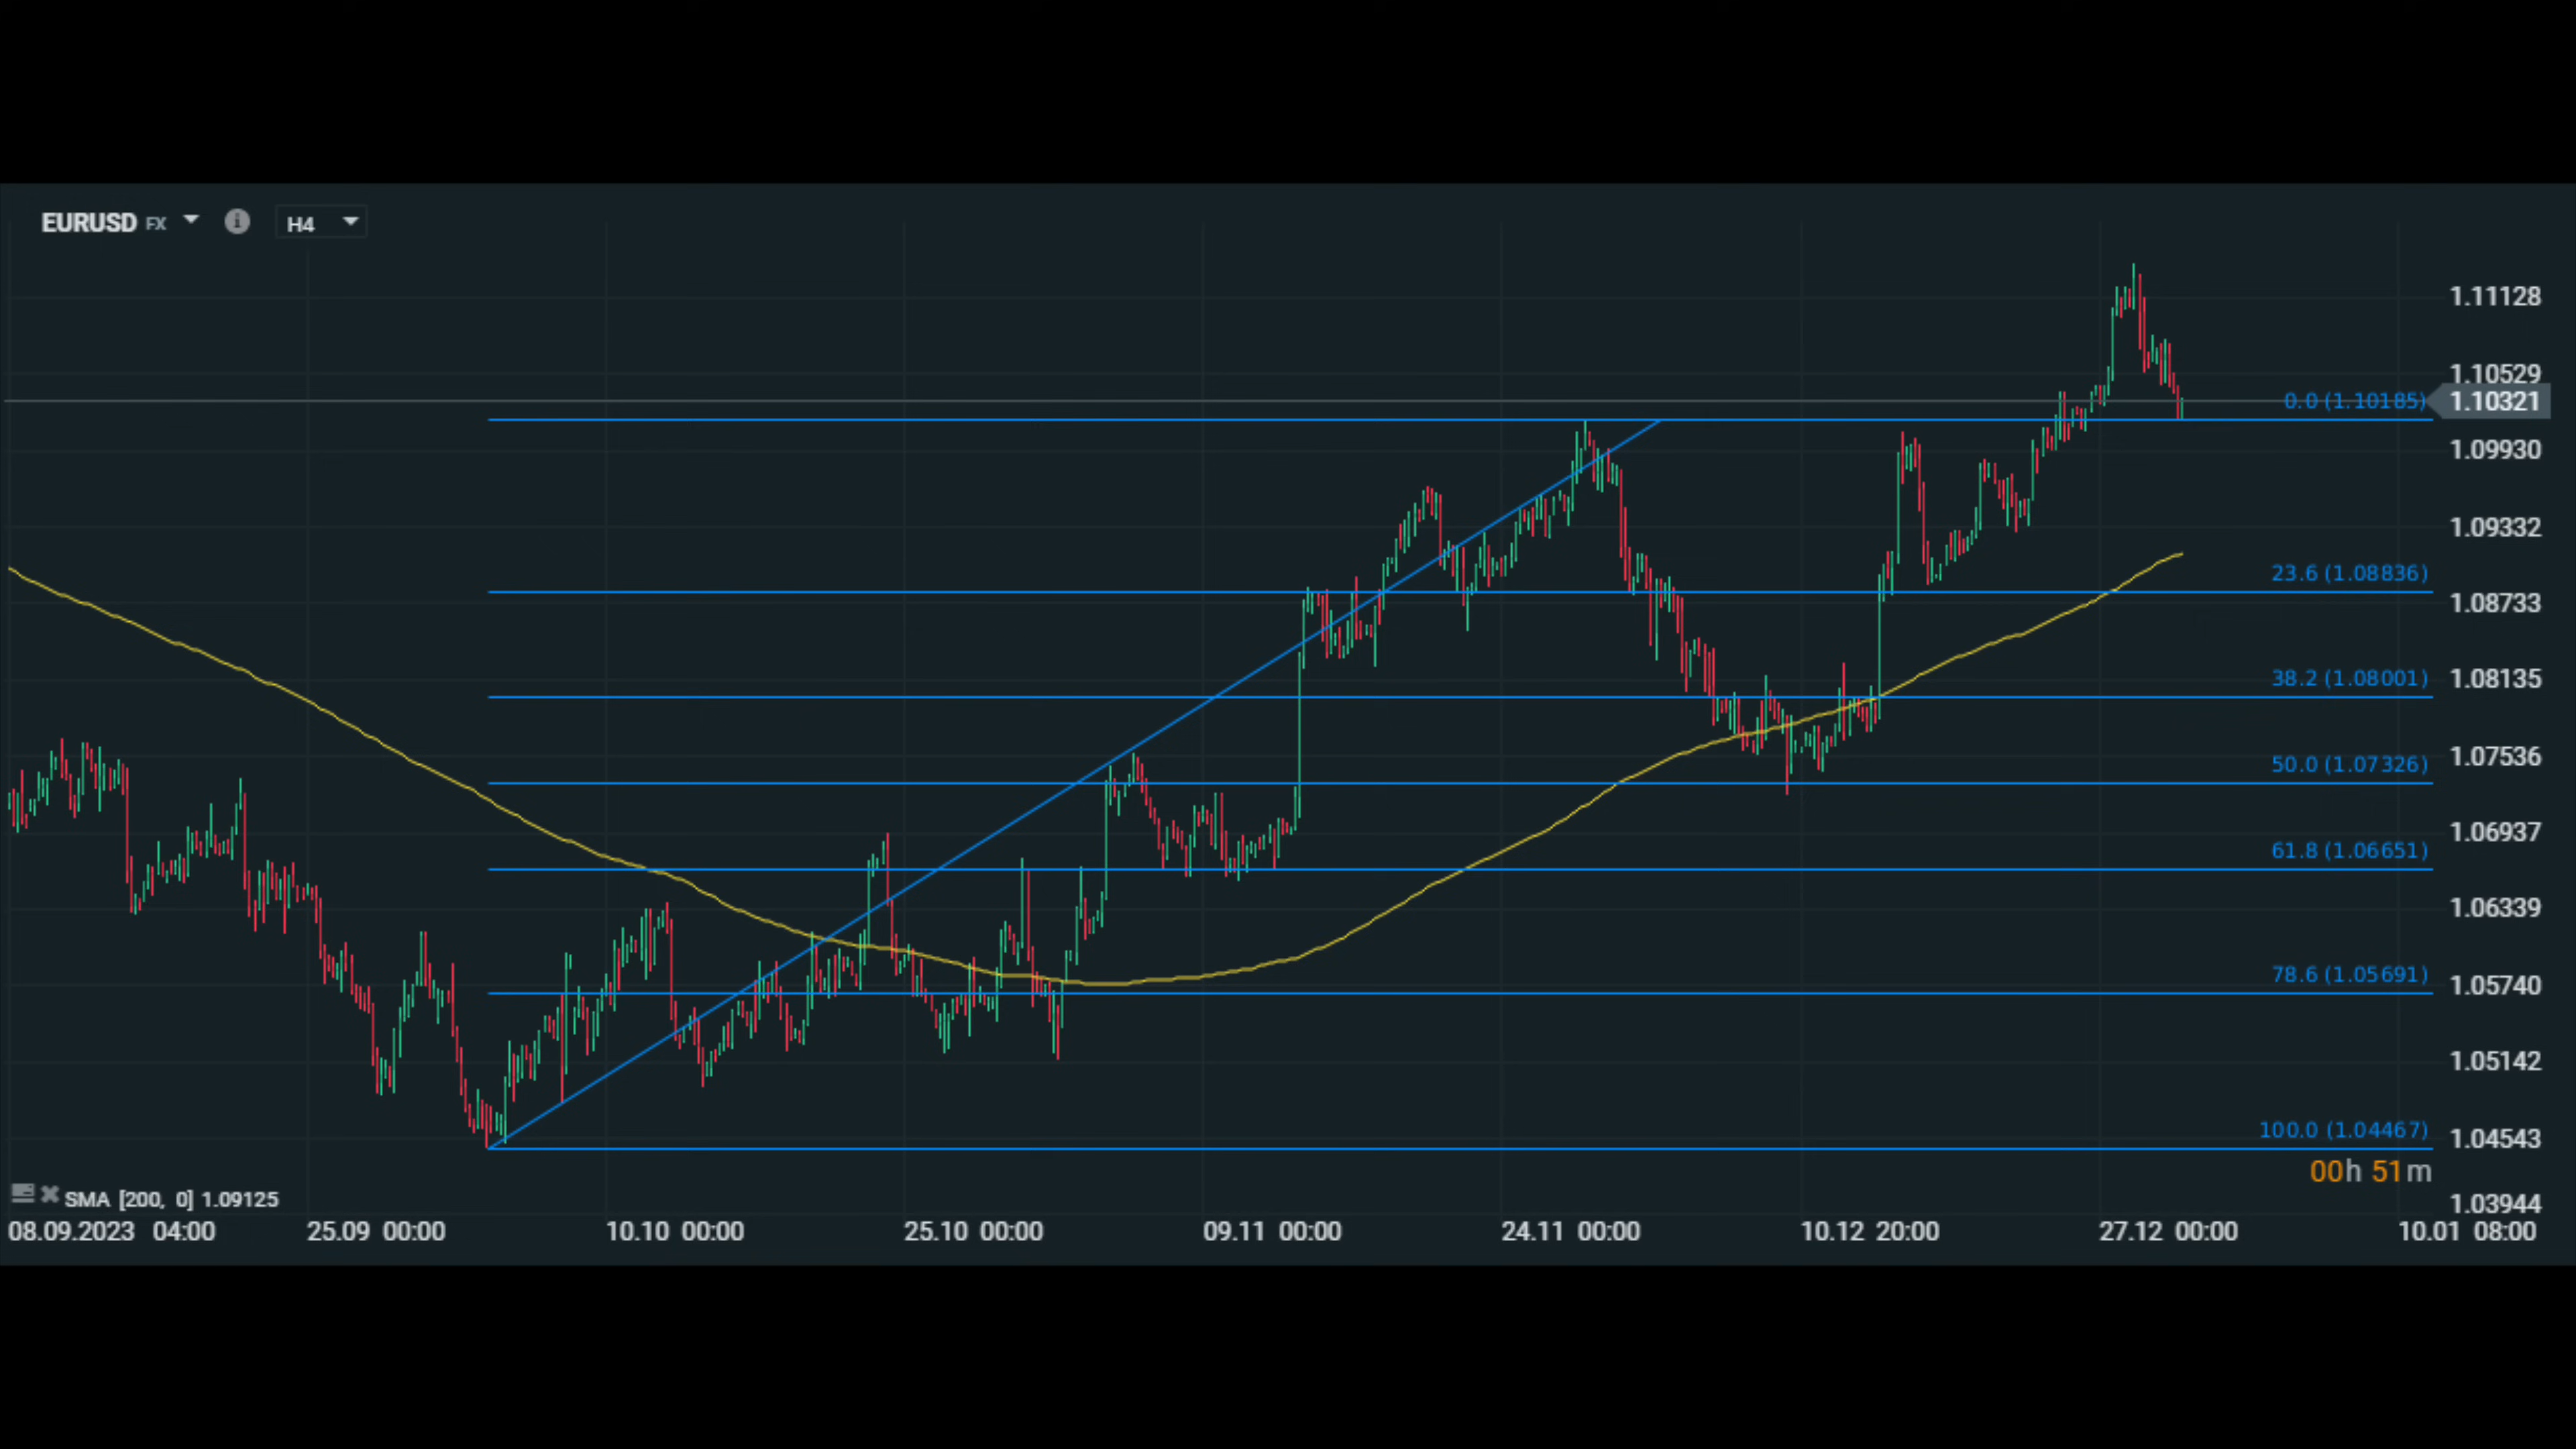 EURUSD FX H4
1.11128
1.10529
0.0 (1.10185) 1.10321
1.09930
1.09332
23.6 (1.08836)
1.08733
38.2 (1.08001) 1.08135
50.0 (1.07326) 1.07536
1.06937
61.8 (1.06651)
1.06339
78.6 (1.05691) 1.05740
1.05142
100.0 (1.04467) 1.04543
00h 51m
SMA [200, 0] 1.09125 1.03944
08.09.2023 04:00 25.09 00:00 10.10 00:00 25.10 00:00 09.11 00:00 24.11 00:00 10.12 20:00 27.12 00:00 10.01 08:00